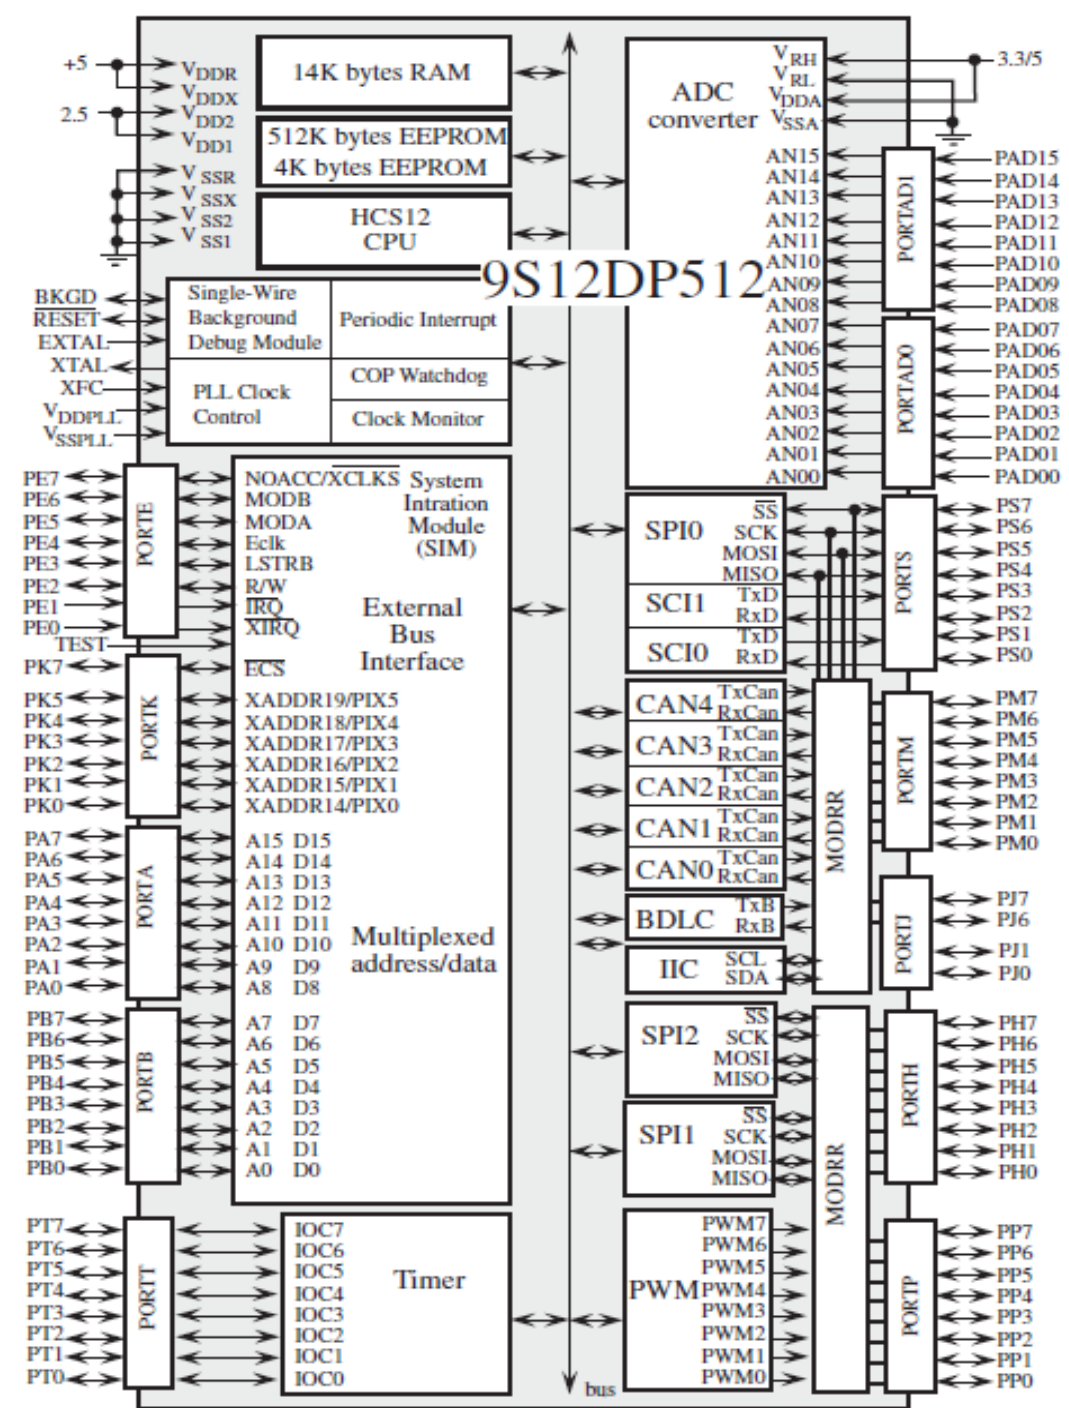 +5
VDDR
VDDX
2.5
VDD2
VDD1
VSSR
VSSX
VSS2
VSS1
14K bytes RAM
512K bytes EEPROM
4K bytes EEPROM
HCS12
CPU
9S12DP512
BKGD
RESET
EXTAL
XTAL
XFC
VDDPLL
VSSPLL
Single-Wire
Background
Debug Module
Periodic Interrupt
PLL Clock
Control
COP Watchdog
Clock Monitor
PE7
PE6
PE5
PE4
PE3
PE2
PE1
PE0
TEST
PORTE
NOACC/XCLKS
MODB
MODA
Eclk
LSTRB
R/W
IRQ
XIRQ
System
Intration
Module
(SIM)
External
Bus
Interface
PK7
PK5
PK4
PK3
PK2
PK1
PK0
PORTK
ECS
XADDR19/PIX5
XADDR18/PIX4
XADDR17/PIX3
XADDR16/PIX2
XADDR15/PIX1
XADDR14/PIX0
PA7
PA6
PA5
PA4
PA3
PA2
PA1
PA0
PORTA
A15 D15
A14 D14
A13 D13
A12 D12
A11 D11
A10 D10
A9 D9
A8 D8
Multiplexed
address/data
PB7
PB6
PB5
PB4
PB3
PB2
PB1
PB0
PORTB
A7 D7
A6 D6
A5 D5
A4 D4
A3 D3
A2 D2
A1 D1
A0 D0
PT7
PT6
PT5
PT4
PT3
PT2
PT1
PT0
PORTT
IOC7
IOC6
IOC5
IOC4
IOC3
IOC2
IOC1
IOC0
Timer
bus
ADC
converter
VRH
VRL
VDDA
VSSA
3.3/5
AN15
AN14
AN13
AN12
AN11
AN10
AN09
AN08
AN07
AN06
AN05
AN04
AN03
AN02
AN01
AN00
PORTAD1
PORTAD0
PAD15
PAD14
PAD13
PAD12
PAD11
PAD10
PAD09
PAD08
PAD07
PAD06
PAD05
PAD04
PAD03
PAD02
PAD01
PAD00
SPI0
SS
SCK
MOSI
MISO
SCI1
TxD
RxD
SCI0
TxD
RxD
PORTS
PS7
PS6
PS5
PS4
PS3
PS2
PS1
PS0
CAN4
TxCan
RxCan
CAN3
TxCan
RxCan
CAN2
TxCan
RxCan
CAN1
TxCan
RxCan
CAN0
TxCan
RxCan
BDLC
TxB
RxB
IIC
SCL
SDA
MODRR
PORTM
PM7
PM6
PM5
PM4
PM3
PM2
PM1
PM0
PORTJ
PJ7
PJ6
PJ1
PJ0
SPI2
SS
SCK
MOSI
MISO
SPI1
SS
SCK
MOSI
MISO
MODRR
PORTH
PH7
PH6
PH5
PH4
PH3
PH2
PH1
PH0
PWM
PWM7
PWM6
PWM5
PWM4
PWM3
PWM2
PWM1
PWM0
PORTP
PP7
PP6
PP5
PP4
PP3
PP2
PP1
PP0